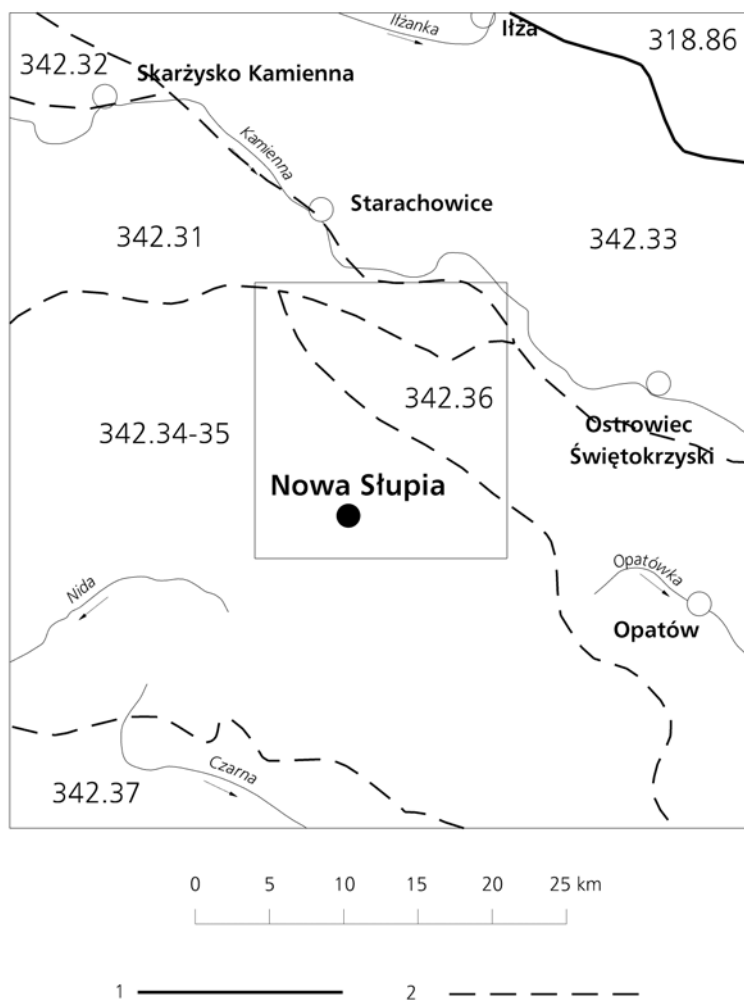 Iłżanka
Iłża
318.86
342.32
Skarżysko Kamienna
Kamienna
Starachowice
342.31
342.33
342.36
342.34-35
Ostrowiec
Świętokrzyski
Nowa Słupia
Opatówka
Nida
Opatów
Czarna
342.37
0 5 10 15 20 25 km
1 2